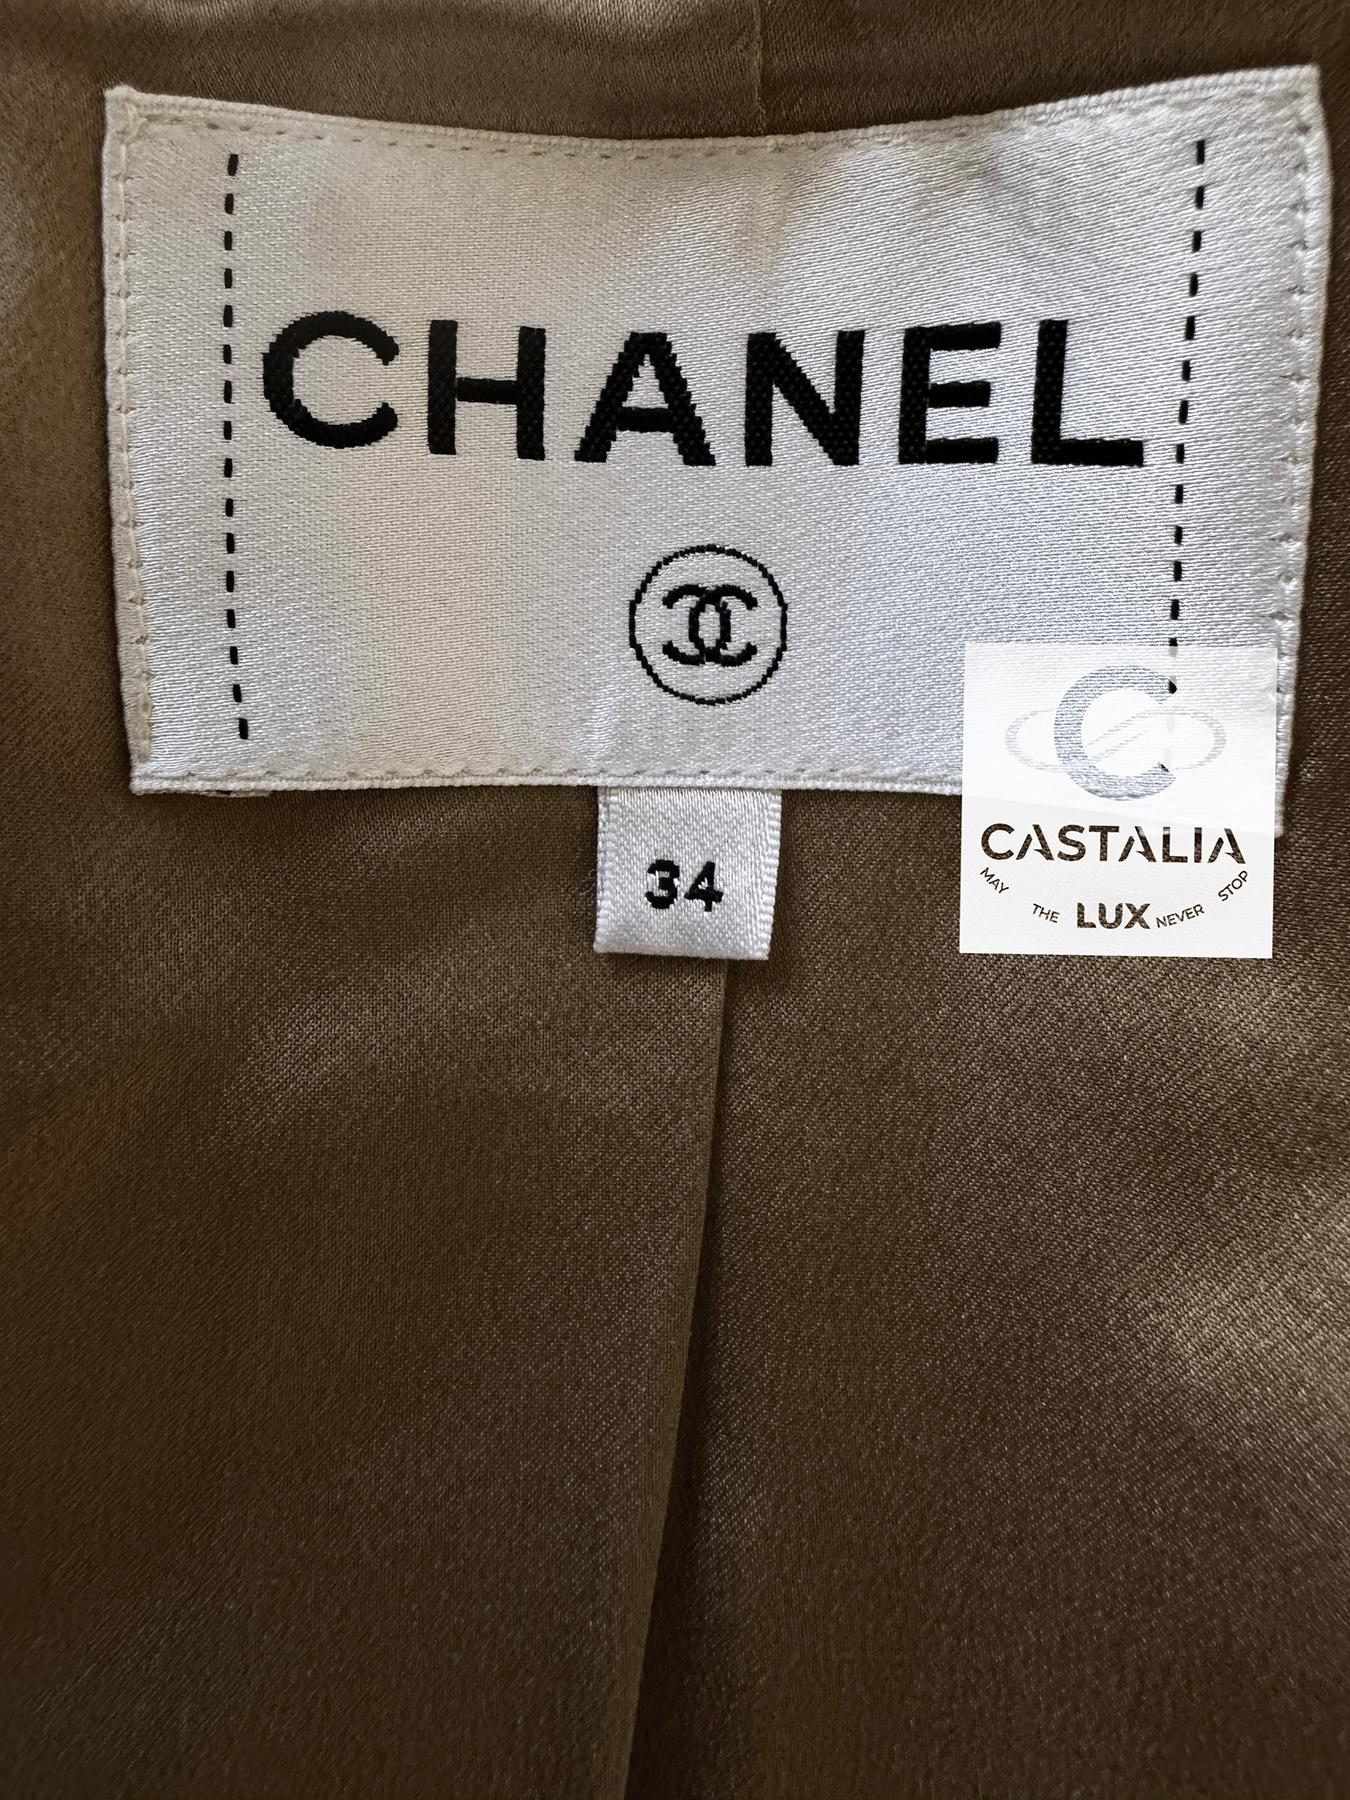 CHANEL
34
CASTALIA
MAY THE LUX NEVER STOP